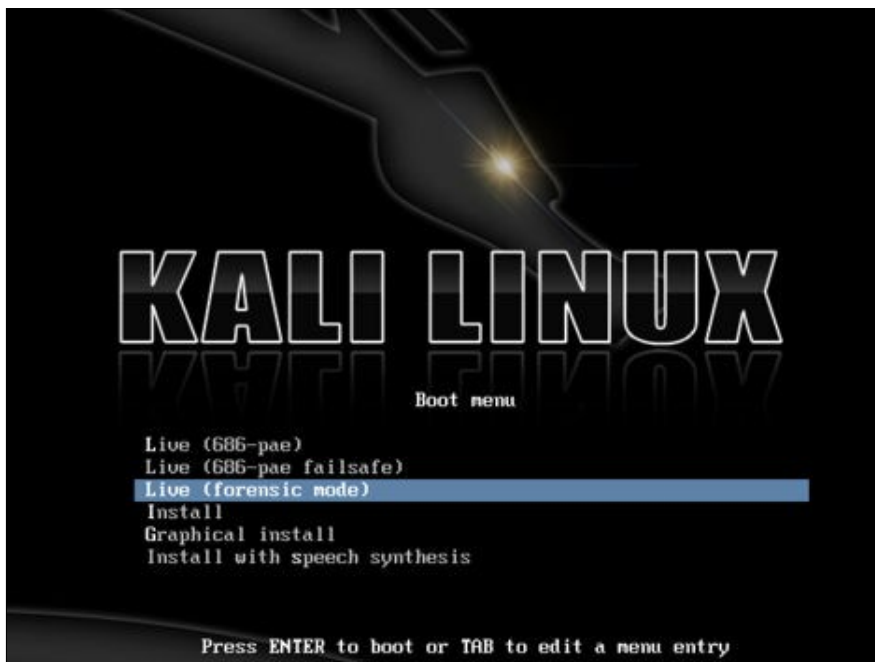 KALI LINUX
Boot menu
Live (686-pae)
Live (686-pae failsafe)
Live (forensic mode)
Install
Graphical install
Install with speech synthesis
Press ENTER to boot or TAB to edit a menu entry